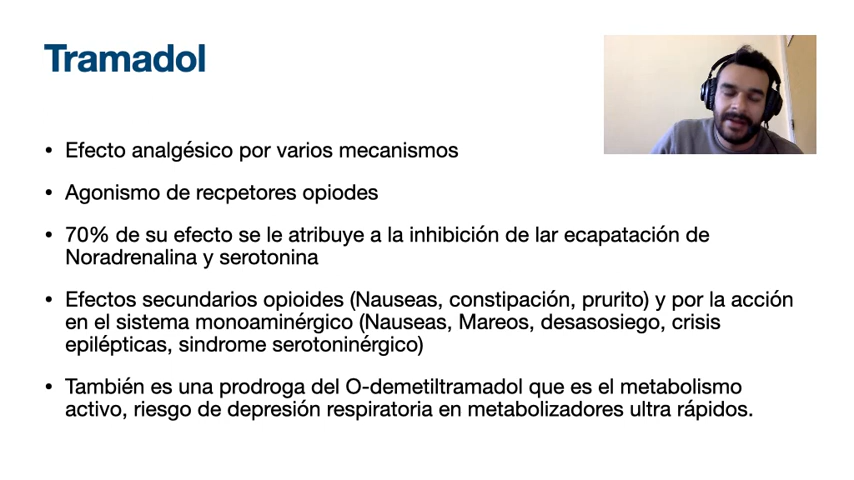 Tramadol
• Efecto analgésico por varios mecanismos
• Agonismo de recpetores opiodes
• 70% de su efecto se le atribuye a la inhibición de lar ecapatación de
Noradrenalina y serotonina
• Efectos secundarios opioides (Nauseas, constipación, prurito) y por la acción
en el sistema monoaminérgico (Nauseas, Mareos, desasosiego, crisis
epilépticas, sindrome serotoninérgico)
• También es una prodroga del O-demetiltramadol que es el metabolismo
activo, riesgo de depresión respiratoria en metabolizadores ultra rápidos.